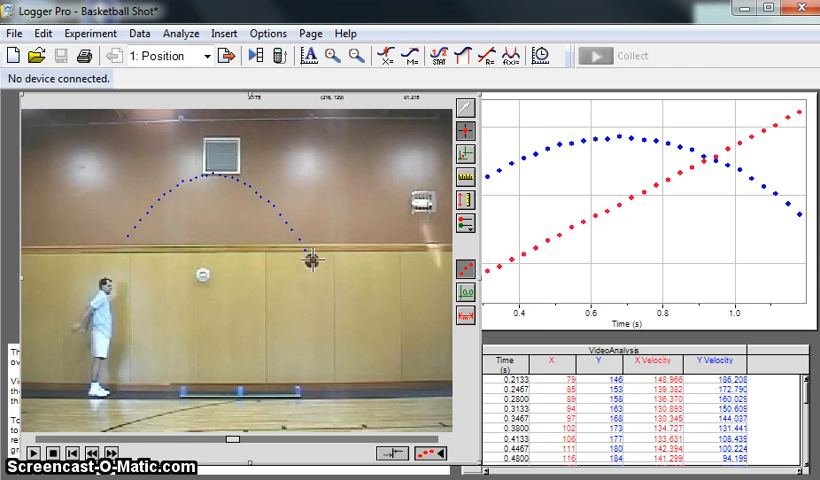 Logger Pro - Basketball Shot*
File Edit Experiment Data Analyze Insert Options Page Help
1: Position
Collect
No device connected.
(216, 120)
0.4 0.6 0.8 1.0
Time (s)
VideoAnalysis
Time X Y X Velocity Y Velocity
(s)
0.2133 79 146 148.966 186.208
0.2467 85 153 139.382 172.790
0.2800 89 158 136.370 160.029
0.3133 94 163 130.893 150.609
0.3467 97 168 130.345 144.037
0.3800 102 173 134.727 131.441
0.4133 106 177 133.631 108.435
0.4467 111 180 142.394 100.224
0.4800 116 184 141.299 94.199
Screencast-O-Matic.com